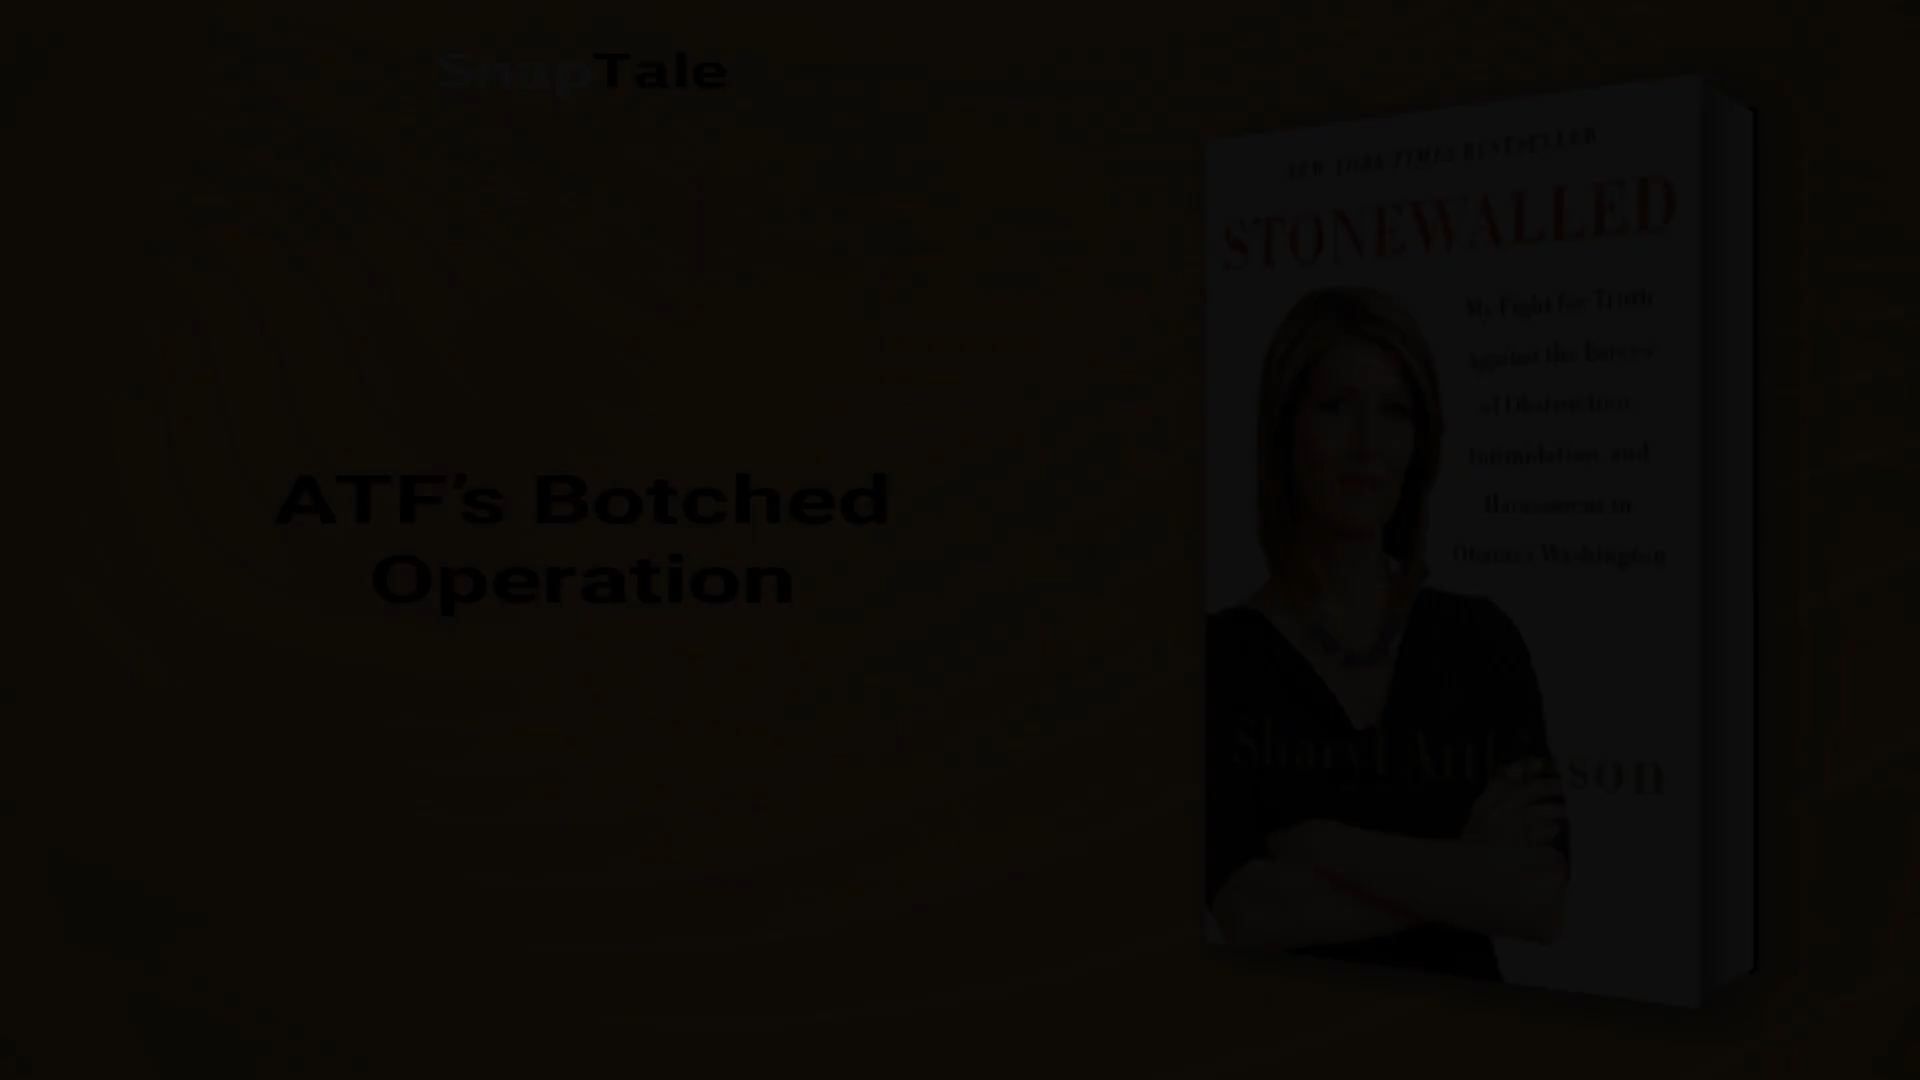 SnapTale
ATF's Botched
Operation
NEW YORK TIMES BESTSELLER
STONEWALLED
My Fight for Truth
Against the Forces
of Obstruction,
Intimidation, and
Harassment in
Obama's Washington
Sharyl Attkisson